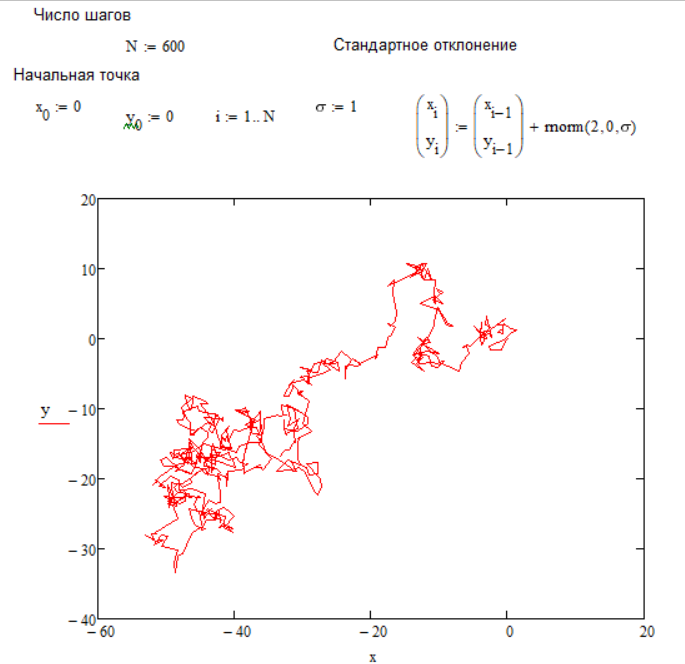 Число шагов
N := 600
Стандартное отклонение
Начальная точка
x0 := 0
y0 := 0
i := 1.. N
σ := 1
(xi yi) := (xi−1 yi−1) + rnorm(2,0,σ)
20
10
0
y
−10
−20
−30
−40
−60
−40
−20
0
20
x